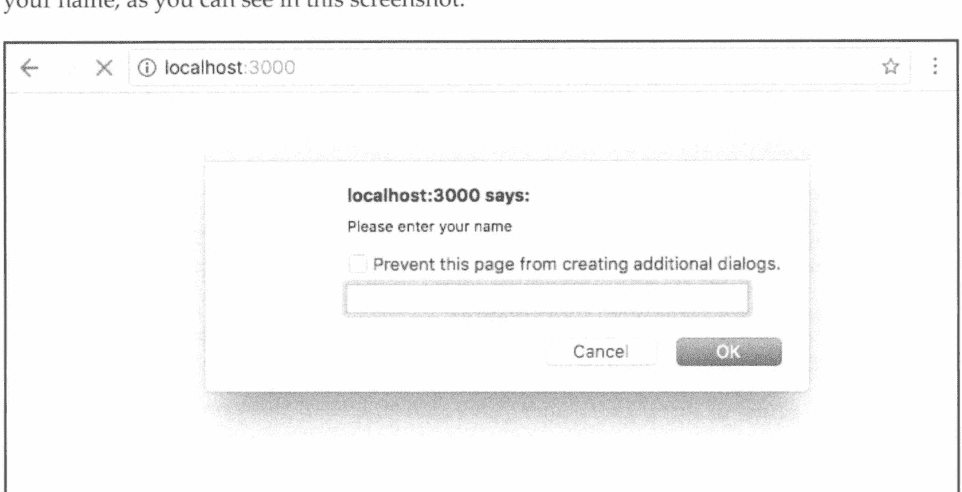 your name, as you can see in this screenshot:
localhost:3000
localhost:3000 says:
Please enter your name
Prevent this page from creating additional dialogs.
Cancel
OK